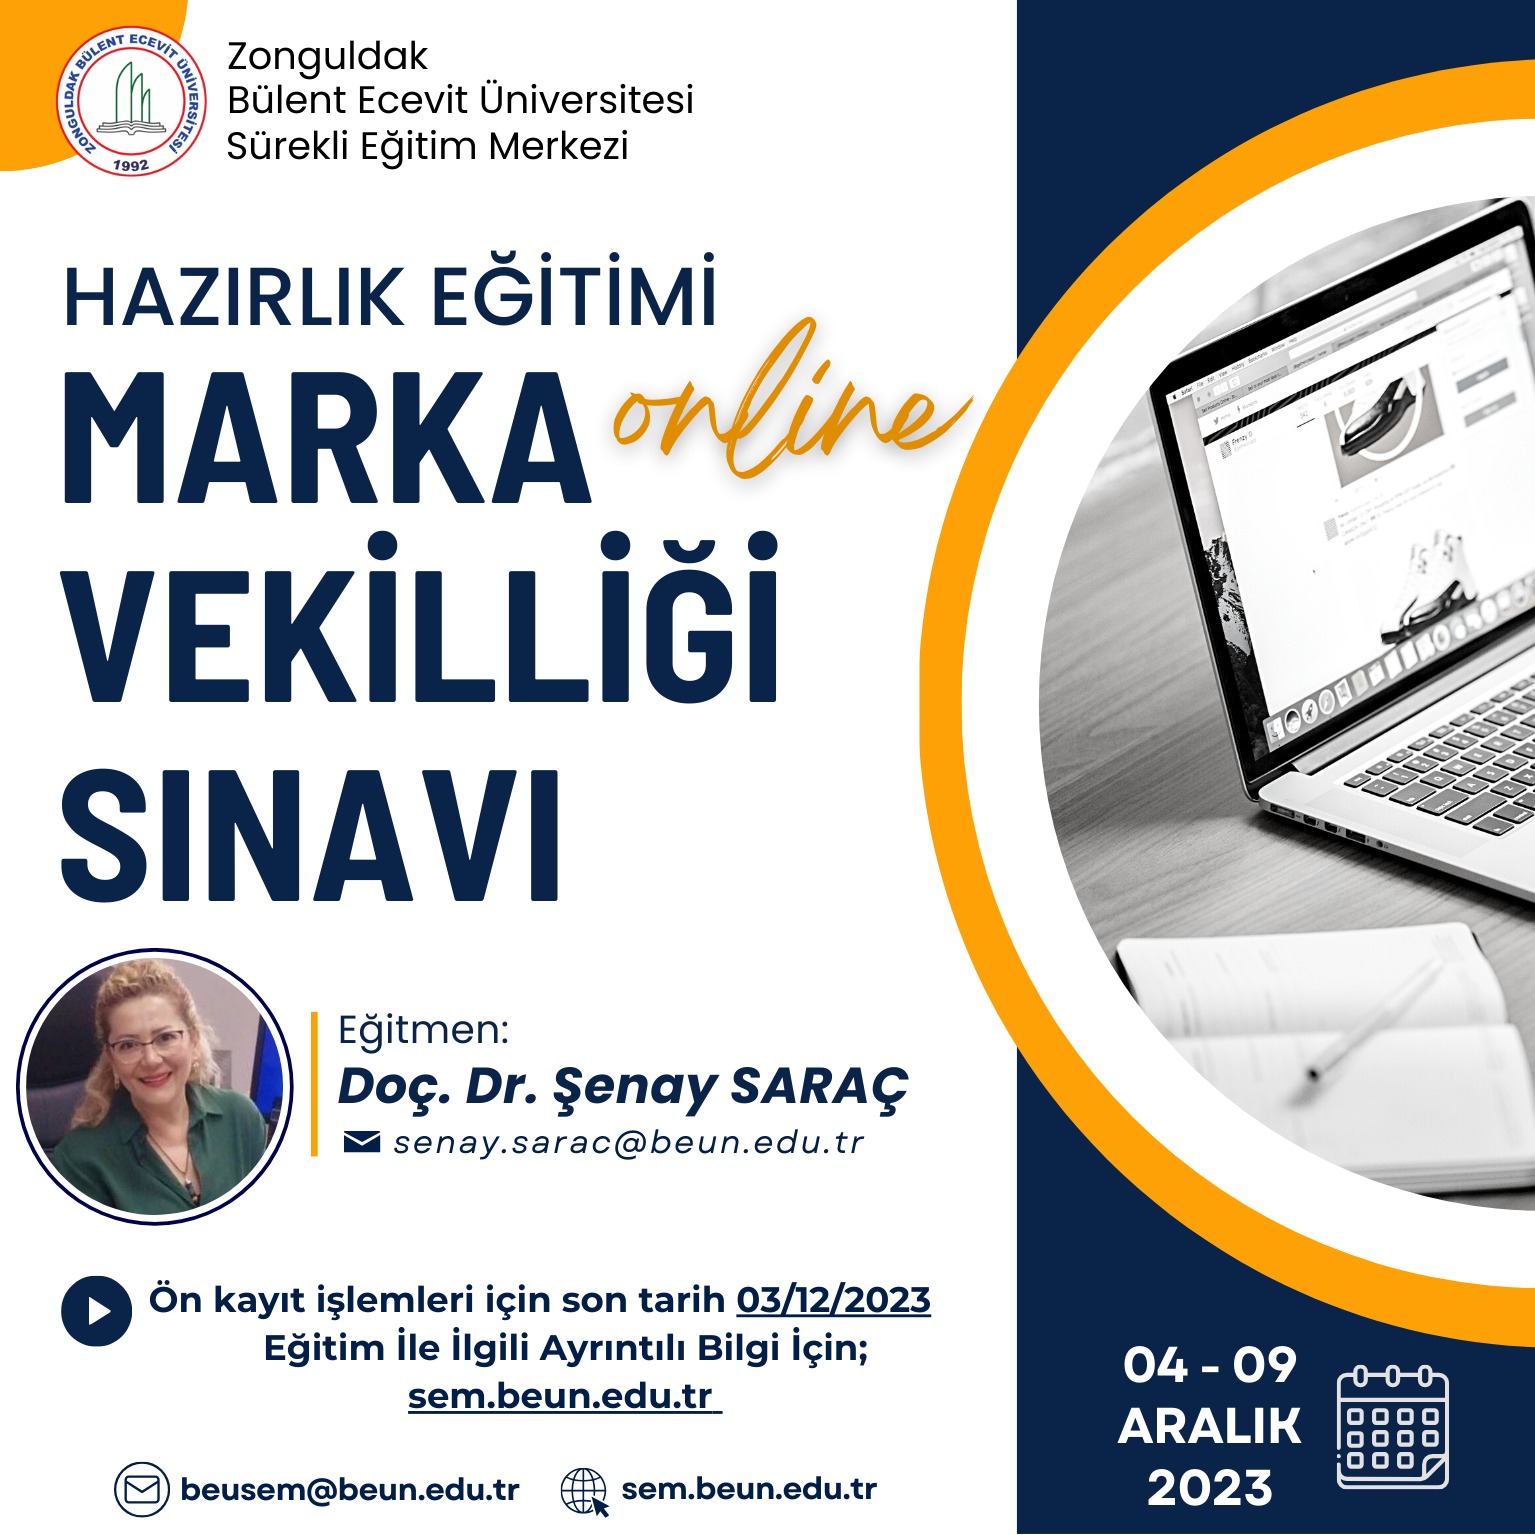 ZONGULDAK BÜLENT ECEVİT ÜNİVERSİTESİ
1992
Zonguldak
Bülent Ecevit Üniversitesi
Sürekli Eğitim Merkezi
HAZIRLIK EĞİTİMİ
MARKA online
VEKİLLİĞİ
SINAVI
Eğitmen:
Doç. Dr. Şenay SARAÇ
senay.sarac@beun.edu.tr
Ön kayıt işlemleri için son tarih 03/12/2023
Eğitim İle İlgili Ayrıntılı Bilgi İçin;
sem.beun.edu.tr
beusem@beun.edu.tr
sem.beun.edu.tr
04 - 09
ARALIK
2023